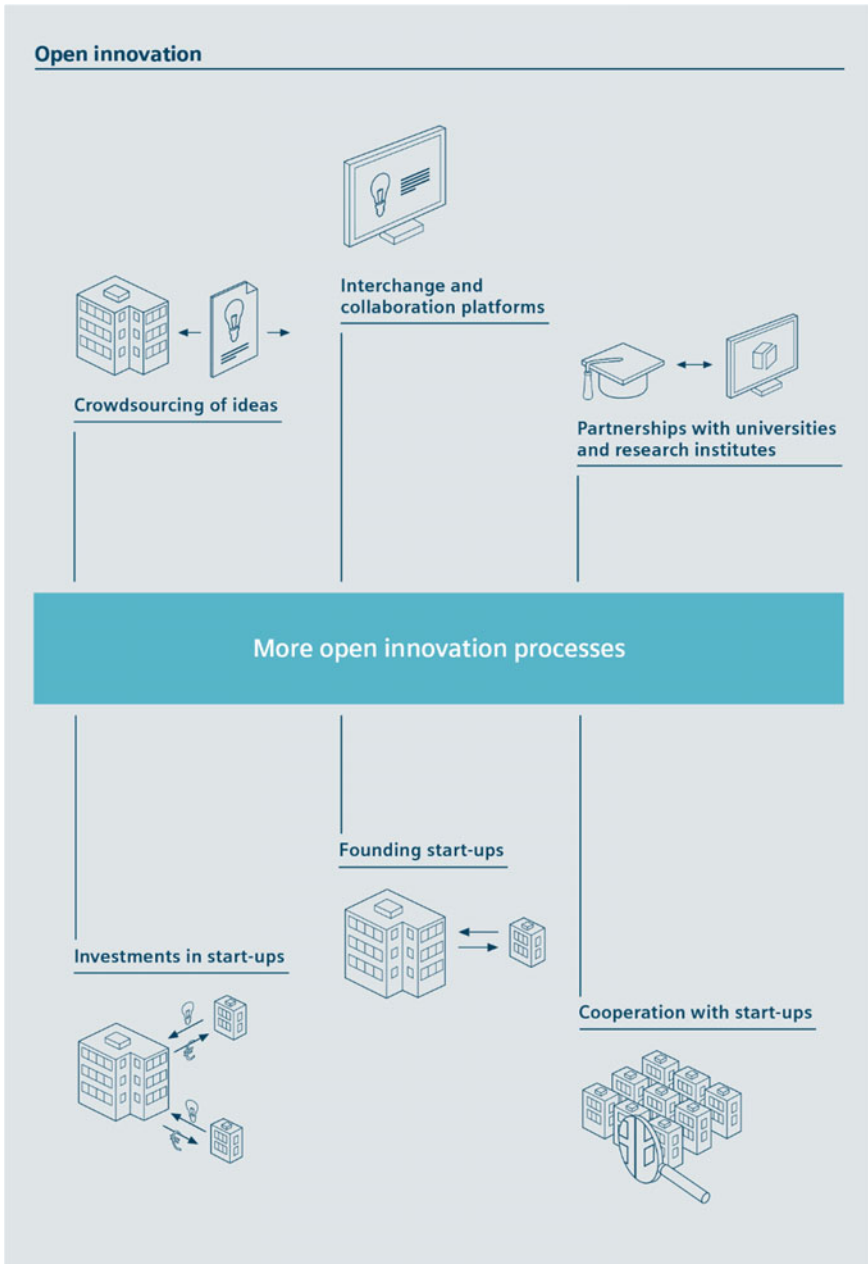 Open innovation
Interchange and
collaboration platforms
Crowdsourcing of ideas
Partnerships with universities
and research institutes
More open innovation processes
Founding start-ups
Investments in start-ups
Cooperation with start-ups